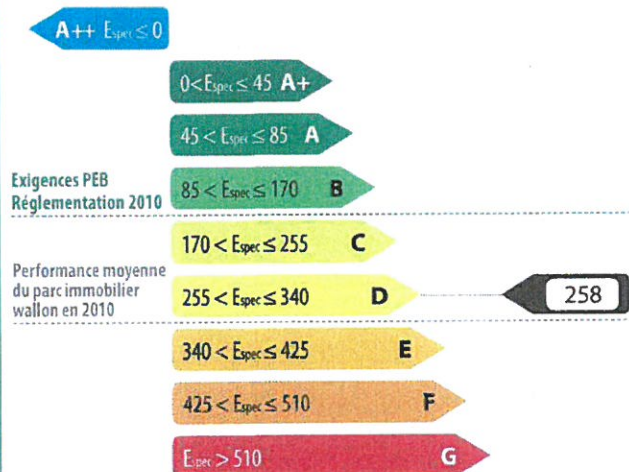 A++ Espec ≤ 0
0 < Espec ≤ 45 A+
45 < Espec ≤ 85 A
Exigences PEB
Réglementation 2010
85 < Espec ≤ 170 B
170 < Espec ≤ 255 C
Performance moyenne
du parc immobilier
wallon en 2010
255 < Espec ≤ 340 D
258
340 < Espec ≤ 425 E
425 < Espec ≤ 510 F
Espec > 510 G